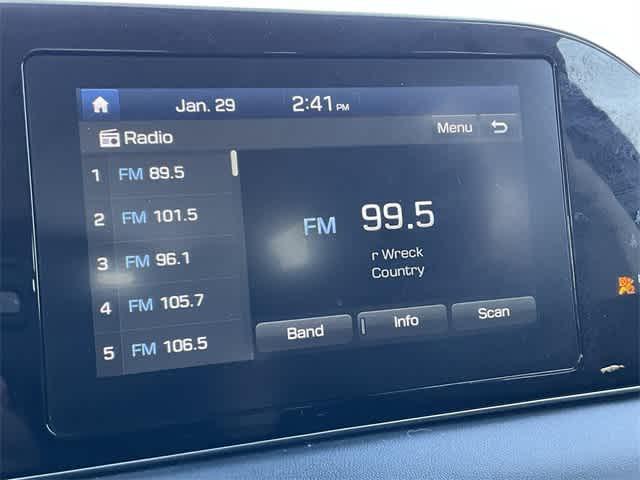 Jan. 29 2:41 PM
Radio Menu
1 FM 89.5
2 FM 101.5
3 FM 96.1
4 FM 105.7
5 FM 106.5
FM 99.5
r Wreck
Country
Band Info Scan